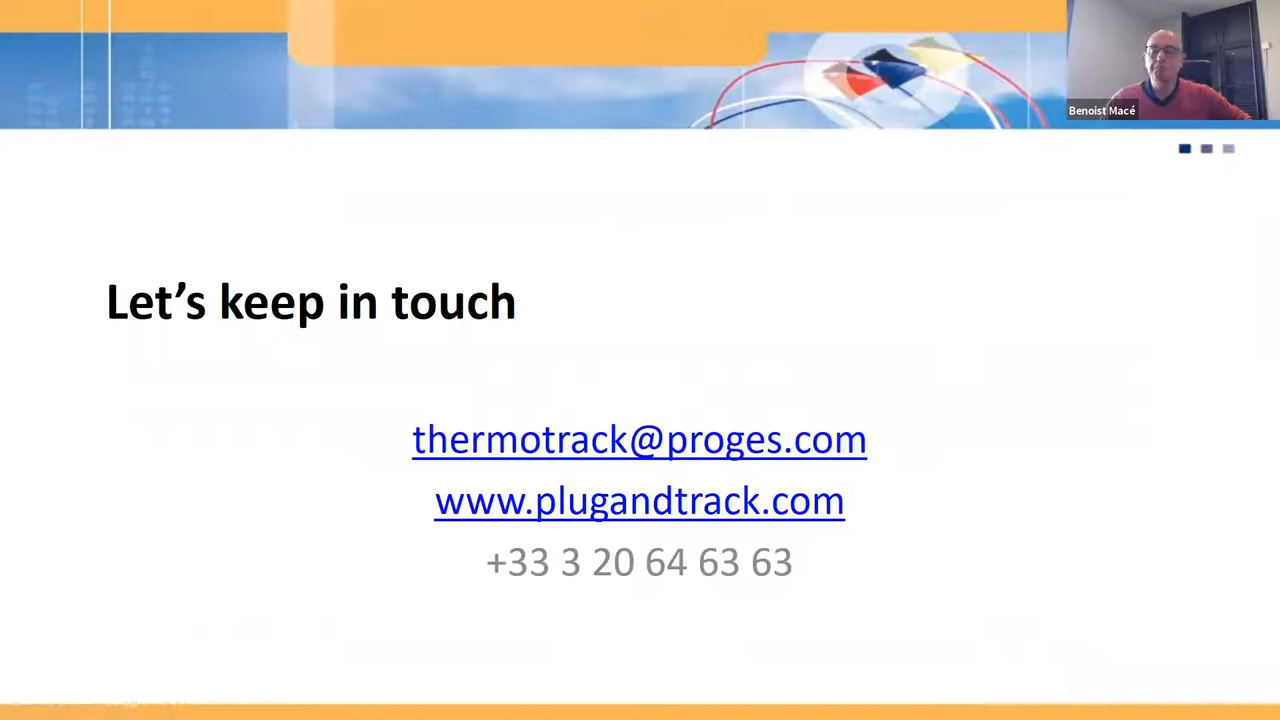 Benoist Macé
Let’s keep in touch
thermotrack@proges.com
www.plugandtrack.com
+33 3 20 64 63 63